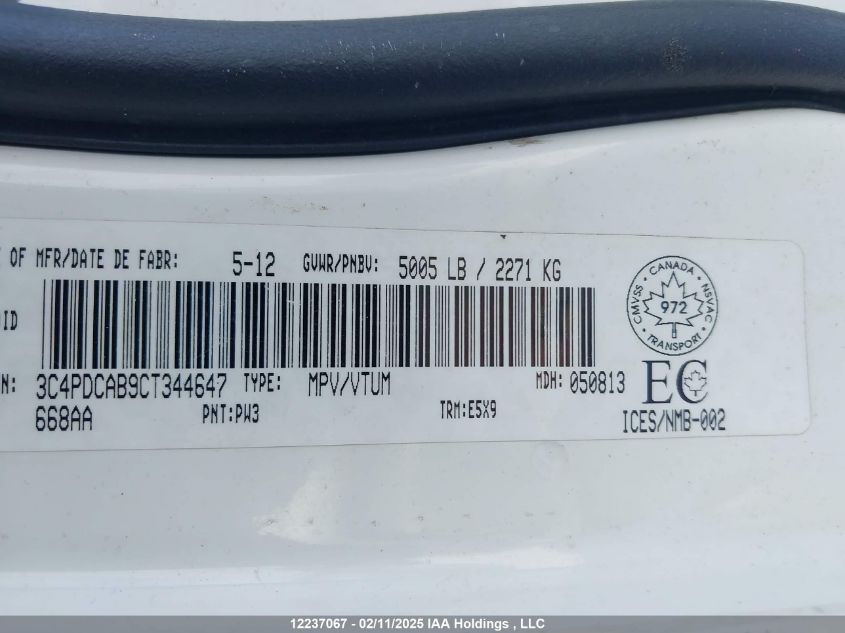 OF MFR/DATE DE FABR: 5-12 GVWR/PNBV: 5005 LB / 2271 KG
CMVSS · CANADA · NSVAC
972
TRANSPORT
ID
N: 3C4PDCAB9CT344647 TYPE: MPV/VTUM MDH: 050813 EC
668AA PNT:PW3 TRM:E5X9 ICES/NMB-002
12237067 - 02/11/2025 IAA Holdings , LLC